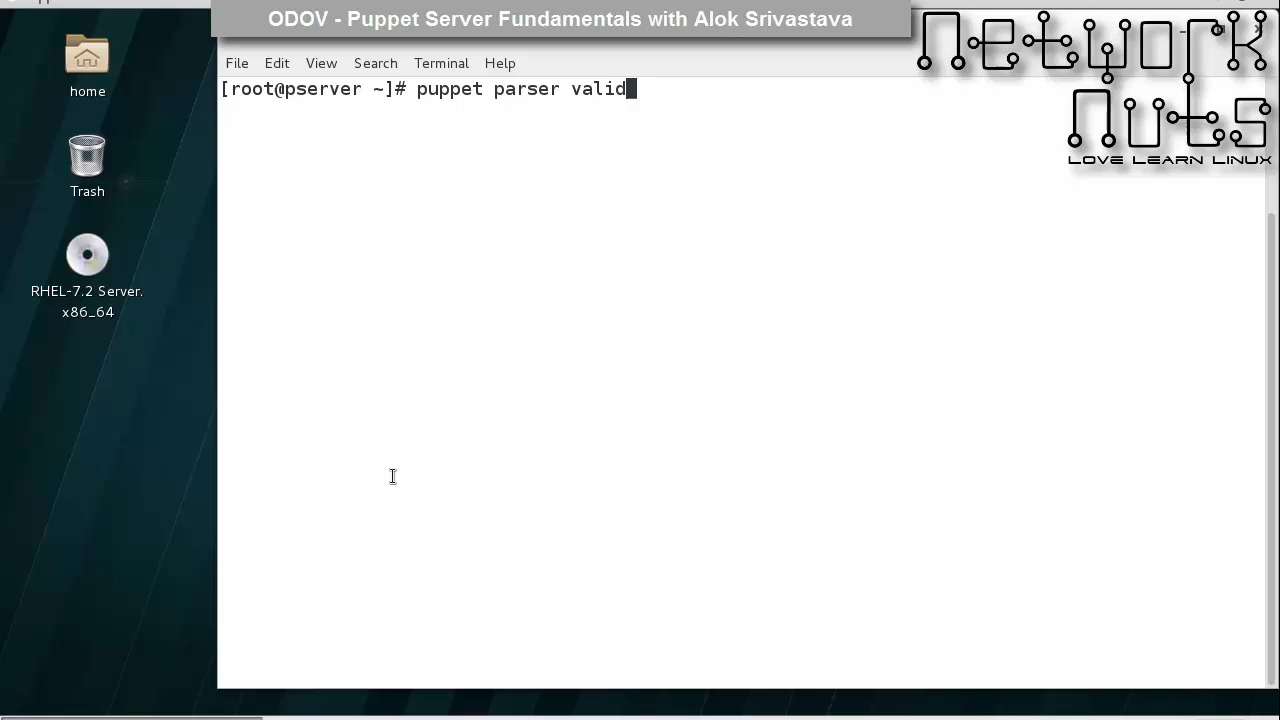 ODOV - Puppet Server Fundamentals with Alok Srivastava
Network
nuts
LOVE LEARN LINUX
File Edit View Search Terminal Help
[root@pserver ~]# puppet parser valid
home
Trash
RHEL-7.2 Server.
x86_64